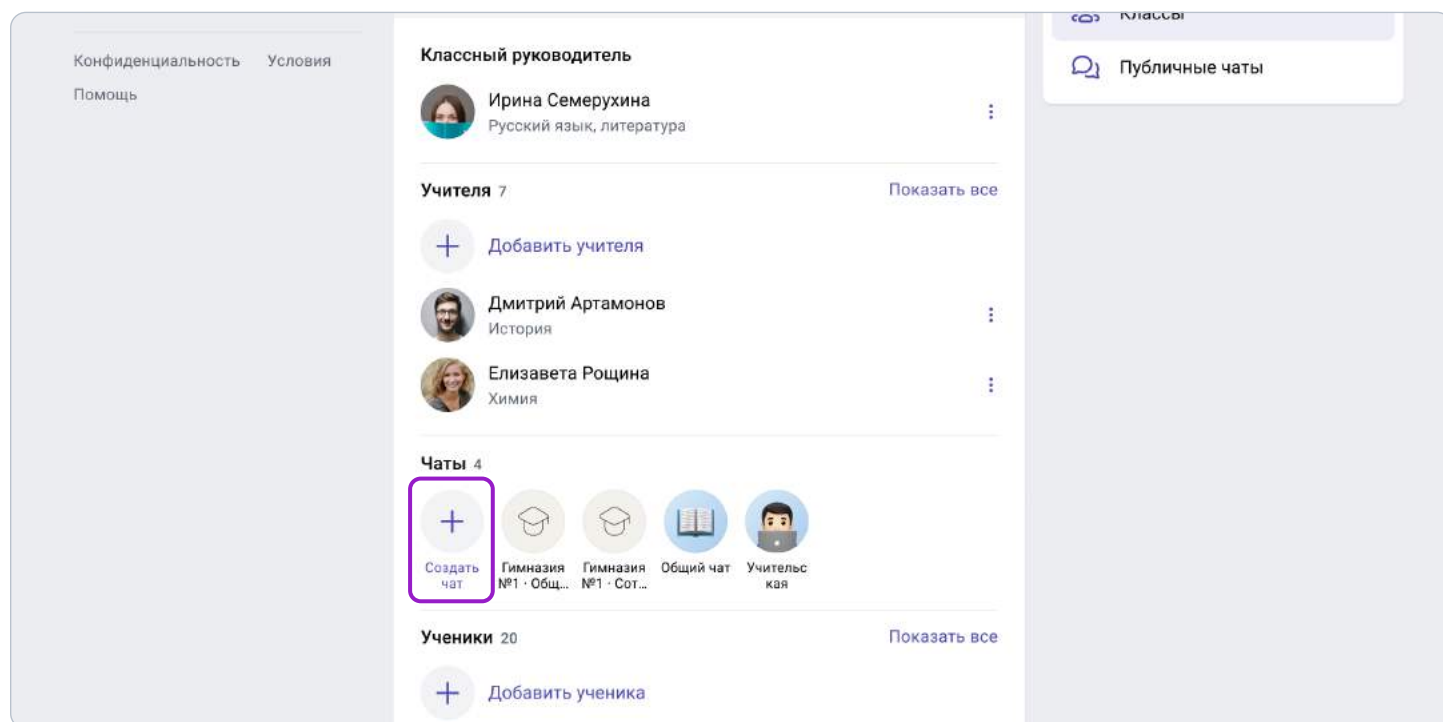 Конфиденциальность Условия
Помощь
Классный руководитель
Ирина Семерухина
Русский язык, литература
Учителя 7
Показать все
Добавить учителя
Дмитрий Артамонов
История
Елизавета Рощина
Химия
Чаты 4
Создать
чат
Гимназия
№1 · Общ...
Гимназия
№1 · Сот...
Общий чат
Учительс
кая
Ученики 20
Показать все
Добавить ученика
Классы
Публичные чаты